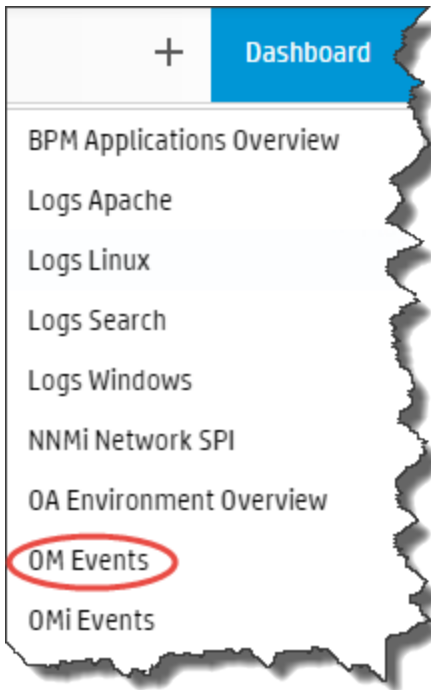 + Dashboard
BPM Applications Overview
Logs Apache
Logs Linux
Logs Search
Logs Windows
NNMi Network SPI
OA Environment Overview
OM Events
OMi Events